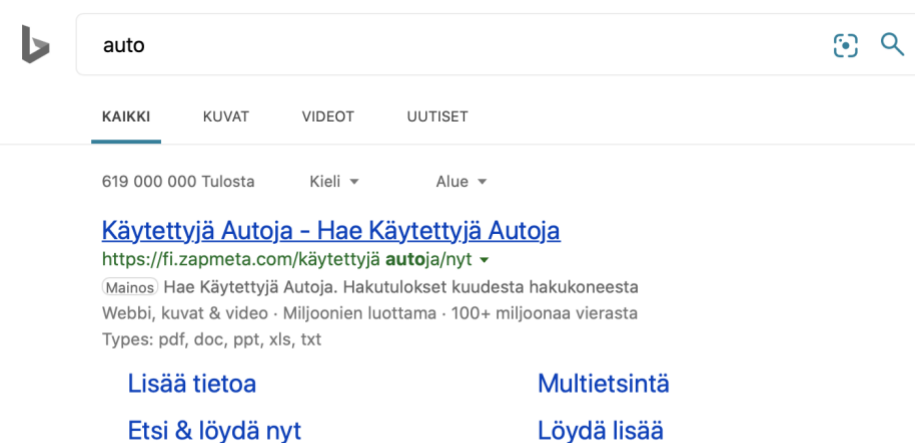 auto
KAIKKI KUVAT VIDEOT UUTISET
619 000 000 Tulosta Kieli Alue
Käytettyjä Autoja - Hae Käytettyjä Autoja
https://fi.zapmeta.com/käytettyjä autoja/nyt
Mainos Hae Käytettyjä Autoja. Hakutulokset kuudesta hakukoneesta
Webbi, kuvat & video · Miljoonien luottama · 100+ miljoonaa vierasta
Types: pdf, doc, ppt, xls, txt
Lisää tietoa Multietsintä
Etsi & löydä nyt Löydä lisää